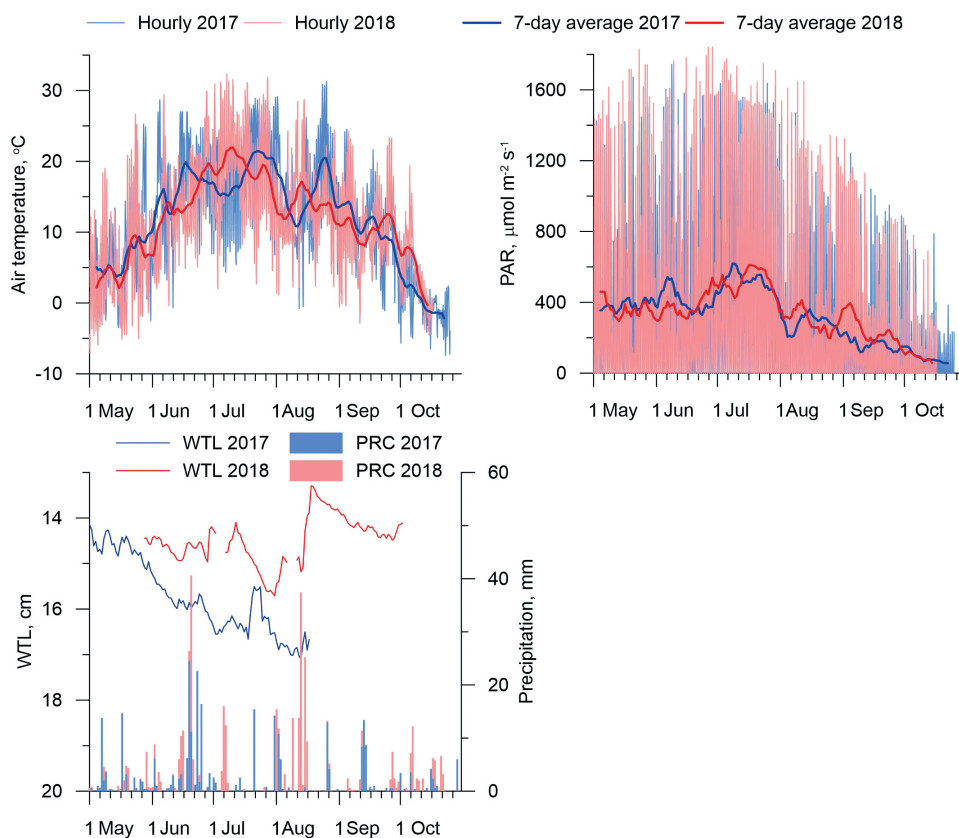 Hourly 2017 Hourly 2018 7-day average 2017 7-day average 2018
30
20
10
0
-10
Air temperature, ºC
1 May 1 Jun 1 Jul 1 Aug 1 Sep 1 Oct
1600
1200
800
400
0
PAR, μmol m-2 s-1
1 May 1 Jun 1 Jul 1 Aug 1 Sep 1 Oct
WTL 2017 PRC 2017
WTL 2018 PRC 2018
14
16
18
20
WTL, cm
60
40
20
0
Precipitation, mm
1 May 1 Jun 1 Jul 1 Aug 1 Sep 1 Oct